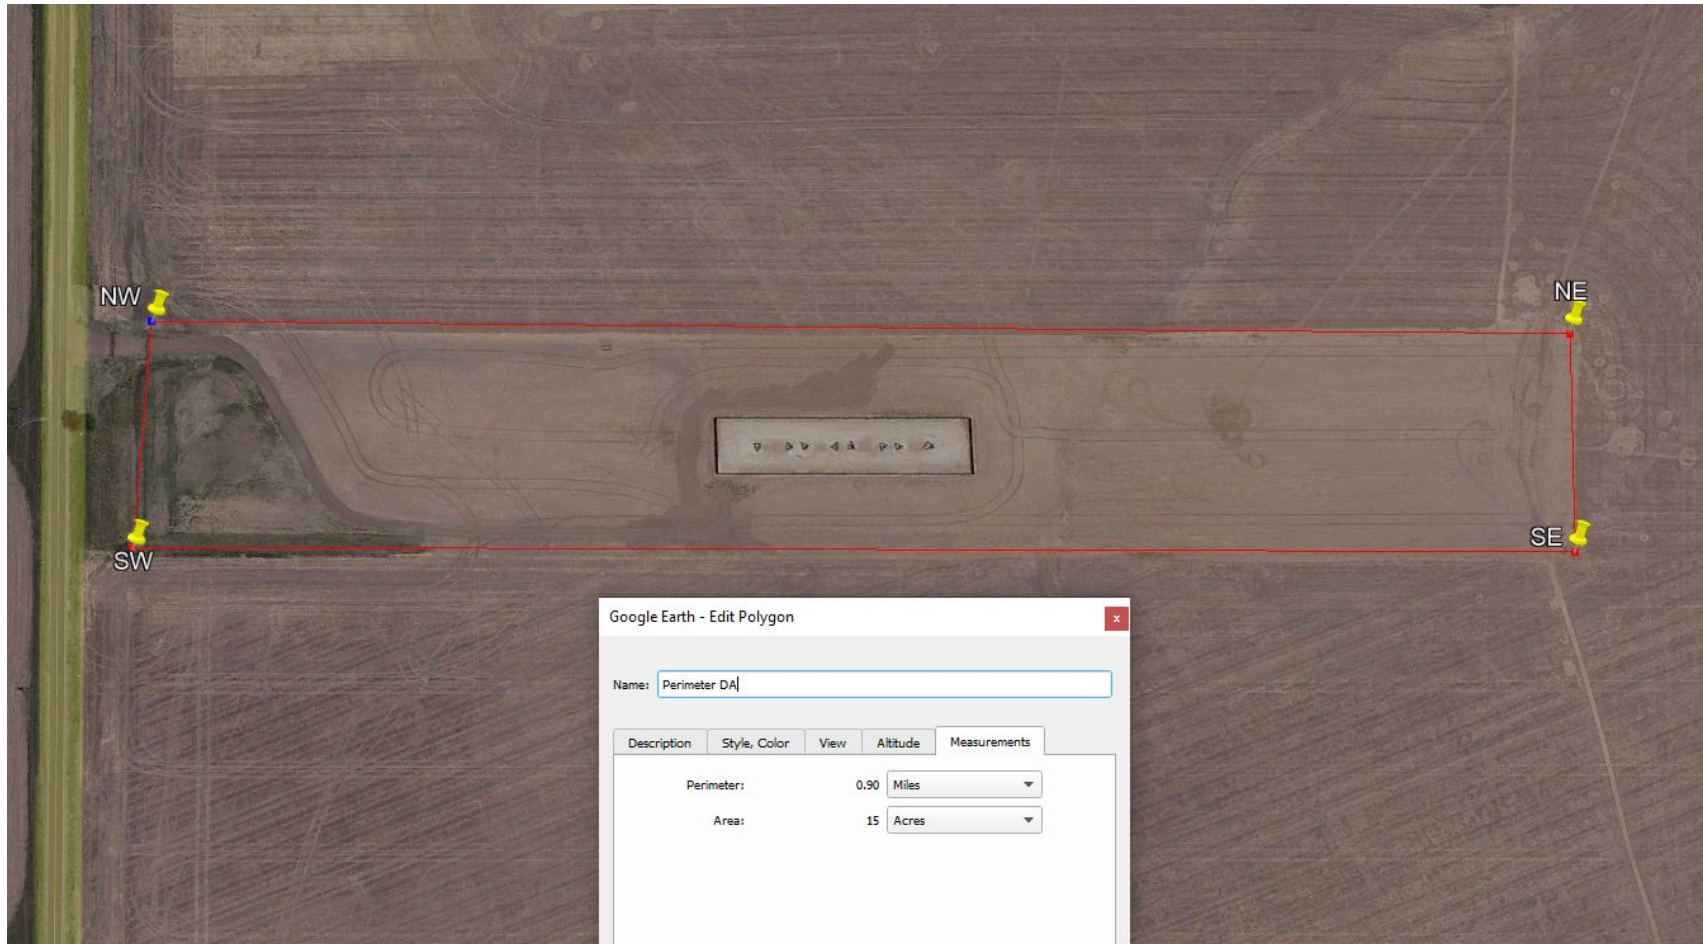 NW
NE
SW
SE
Google Earth - Edit Polygon
x
Name: Perimeter DA
Description Style, Color View Altitude Measurements
Perimeter: 0.90 Miles
Area: 15 Acres